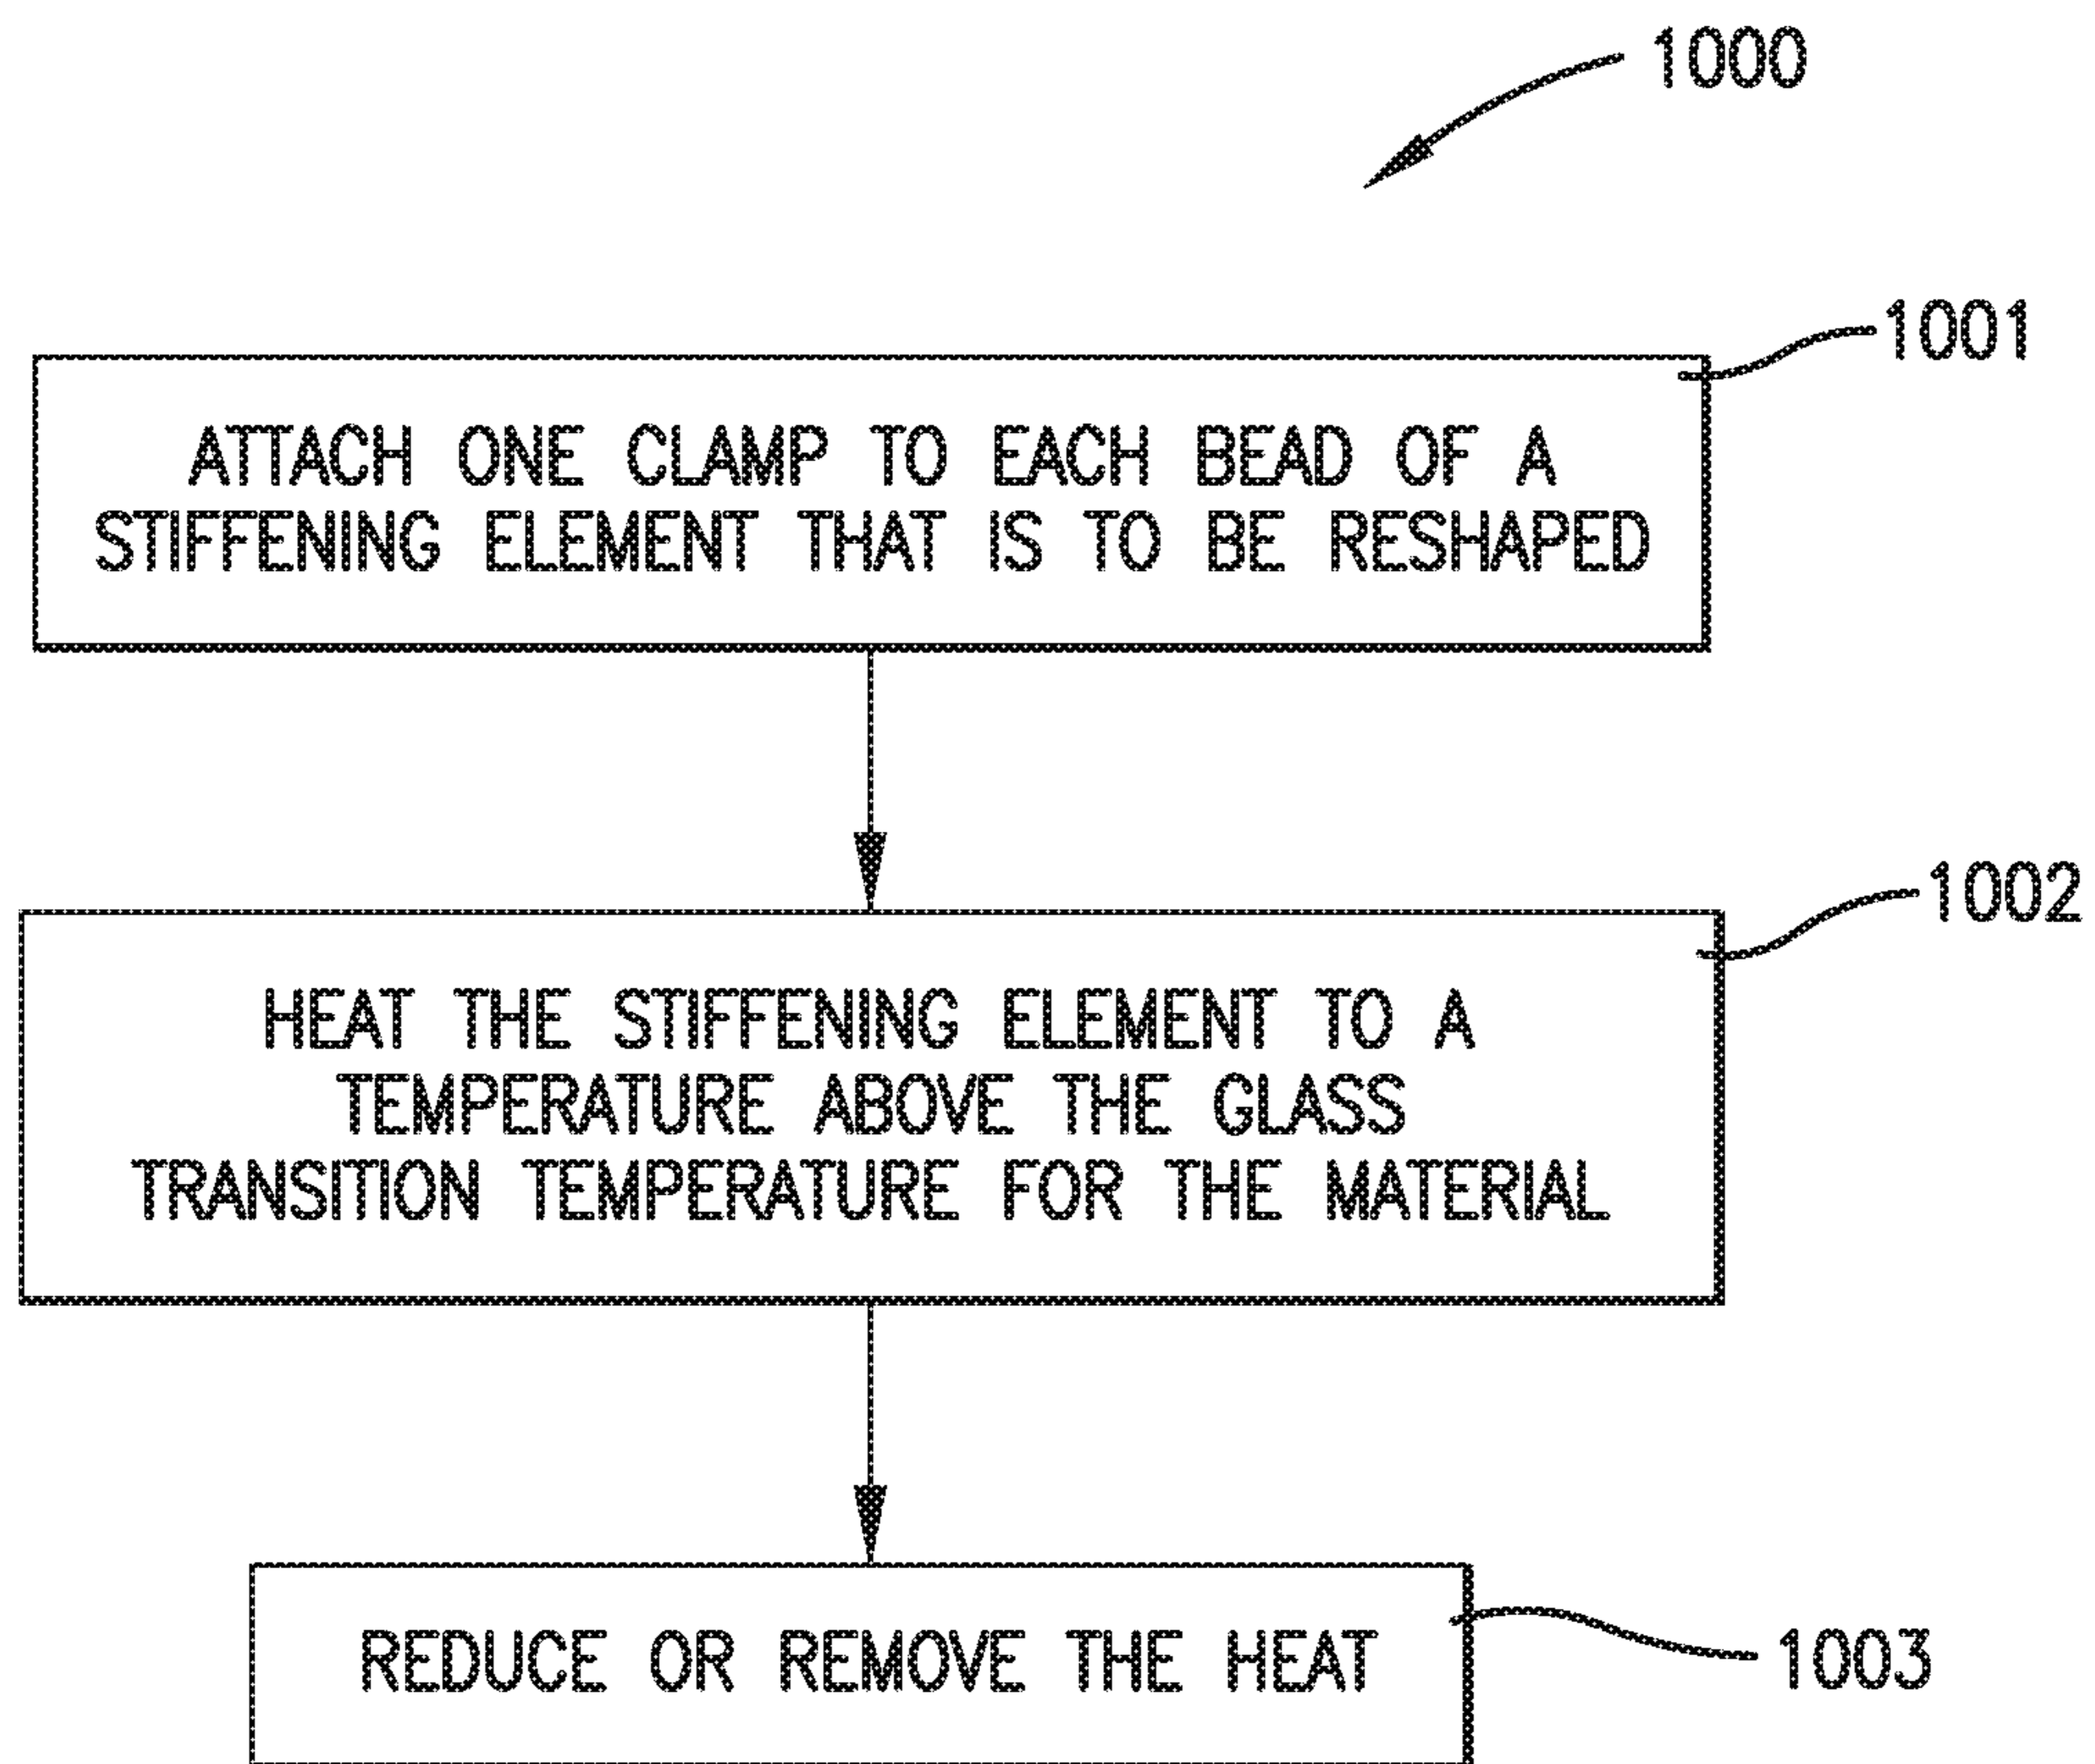 1000
1001
ATTACH ONE CLAMP TO EACH BEAD OF A
STIFFENING ELEMENT THAT IS TO BE RESHAPED
1002
HEAT THE STIFFENING ELEMENT TO A
TEMPERATURE ABOVE THE GLASS
TRANSITION TEMPERATURE FOR THE MATERIAL
REDUCE OR REMOVE THE HEAT
1003